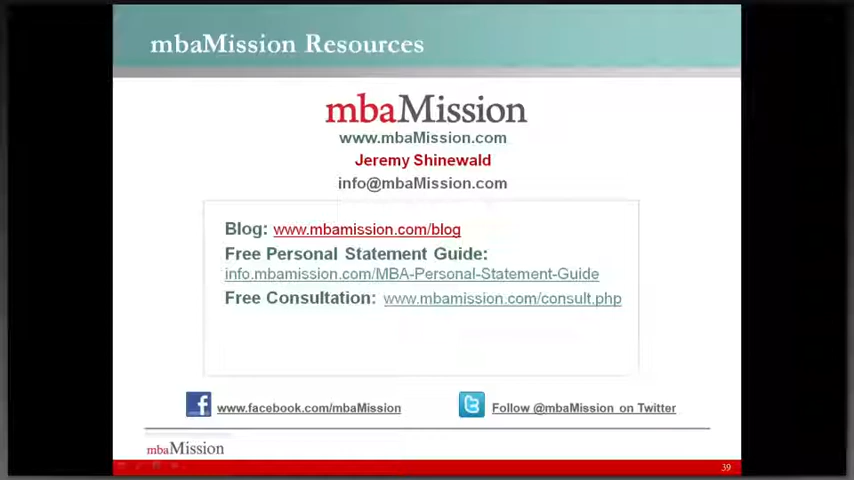 mbaMission Resources
mbaMission
www.mbaMission.com
Jeremy Shinewald
info@mbaMission.com
Blog: www.mbamission.com/blog
Free Personal Statement Guide:
info.mbamission.com/MBA-Personal-Statement-Guide
Free Consultation: www.mbamission.com/consult.php
www.facebook.com/mbaMission
Follow @mbaMission on Twitter
mbaMission
39